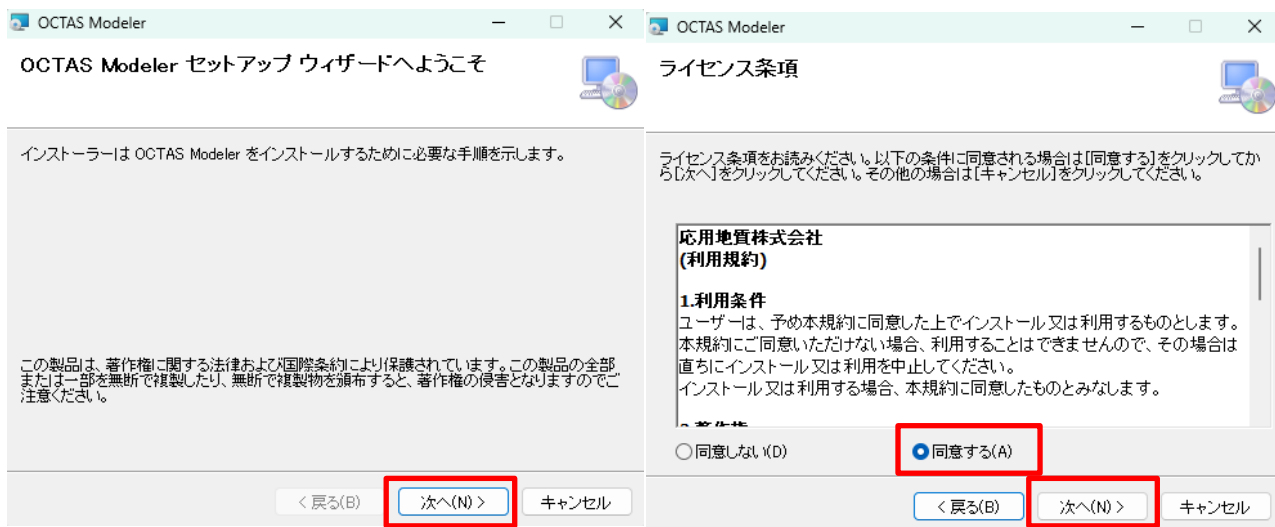 OCTAS Modeler
OCTAS Modeler セットアップ ウィザードへようこそ
インストーラーは OCTAS Modeler をインストールするために必要な手順を示します。
この製品は、著作権に関する法律および国際条約により保護されています。この製品の全部
または一部を無断で複製したり、無断で複製物を頒布すると、著作権の侵害となりますのでご
注意ください。
< 戻る(B)
次へ(N) >
キャンセル
OCTAS Modeler
ライセンス条項
ライセンス条項をお読みください。以下の条件に同意される場合は[同意する]をクリックしてか
ら[次へ]をクリックしてください。その他の場合は[キャンセル]をクリックしてください。
応用地質株式会社
(利用規約)
1.利用条件
ユーザーは、予め本規約に同意した上でインストール又は利用するものとします。
本規約にご同意いただけない場合、利用することはできませんので、その場合は
直ちにインストール又は利用を中止してください。
インストール又は利用する場合、本規約に同意したものとみなします。
同意しない(D)
同意する(A)
< 戻る(B)
次へ(N) >
キャンセル